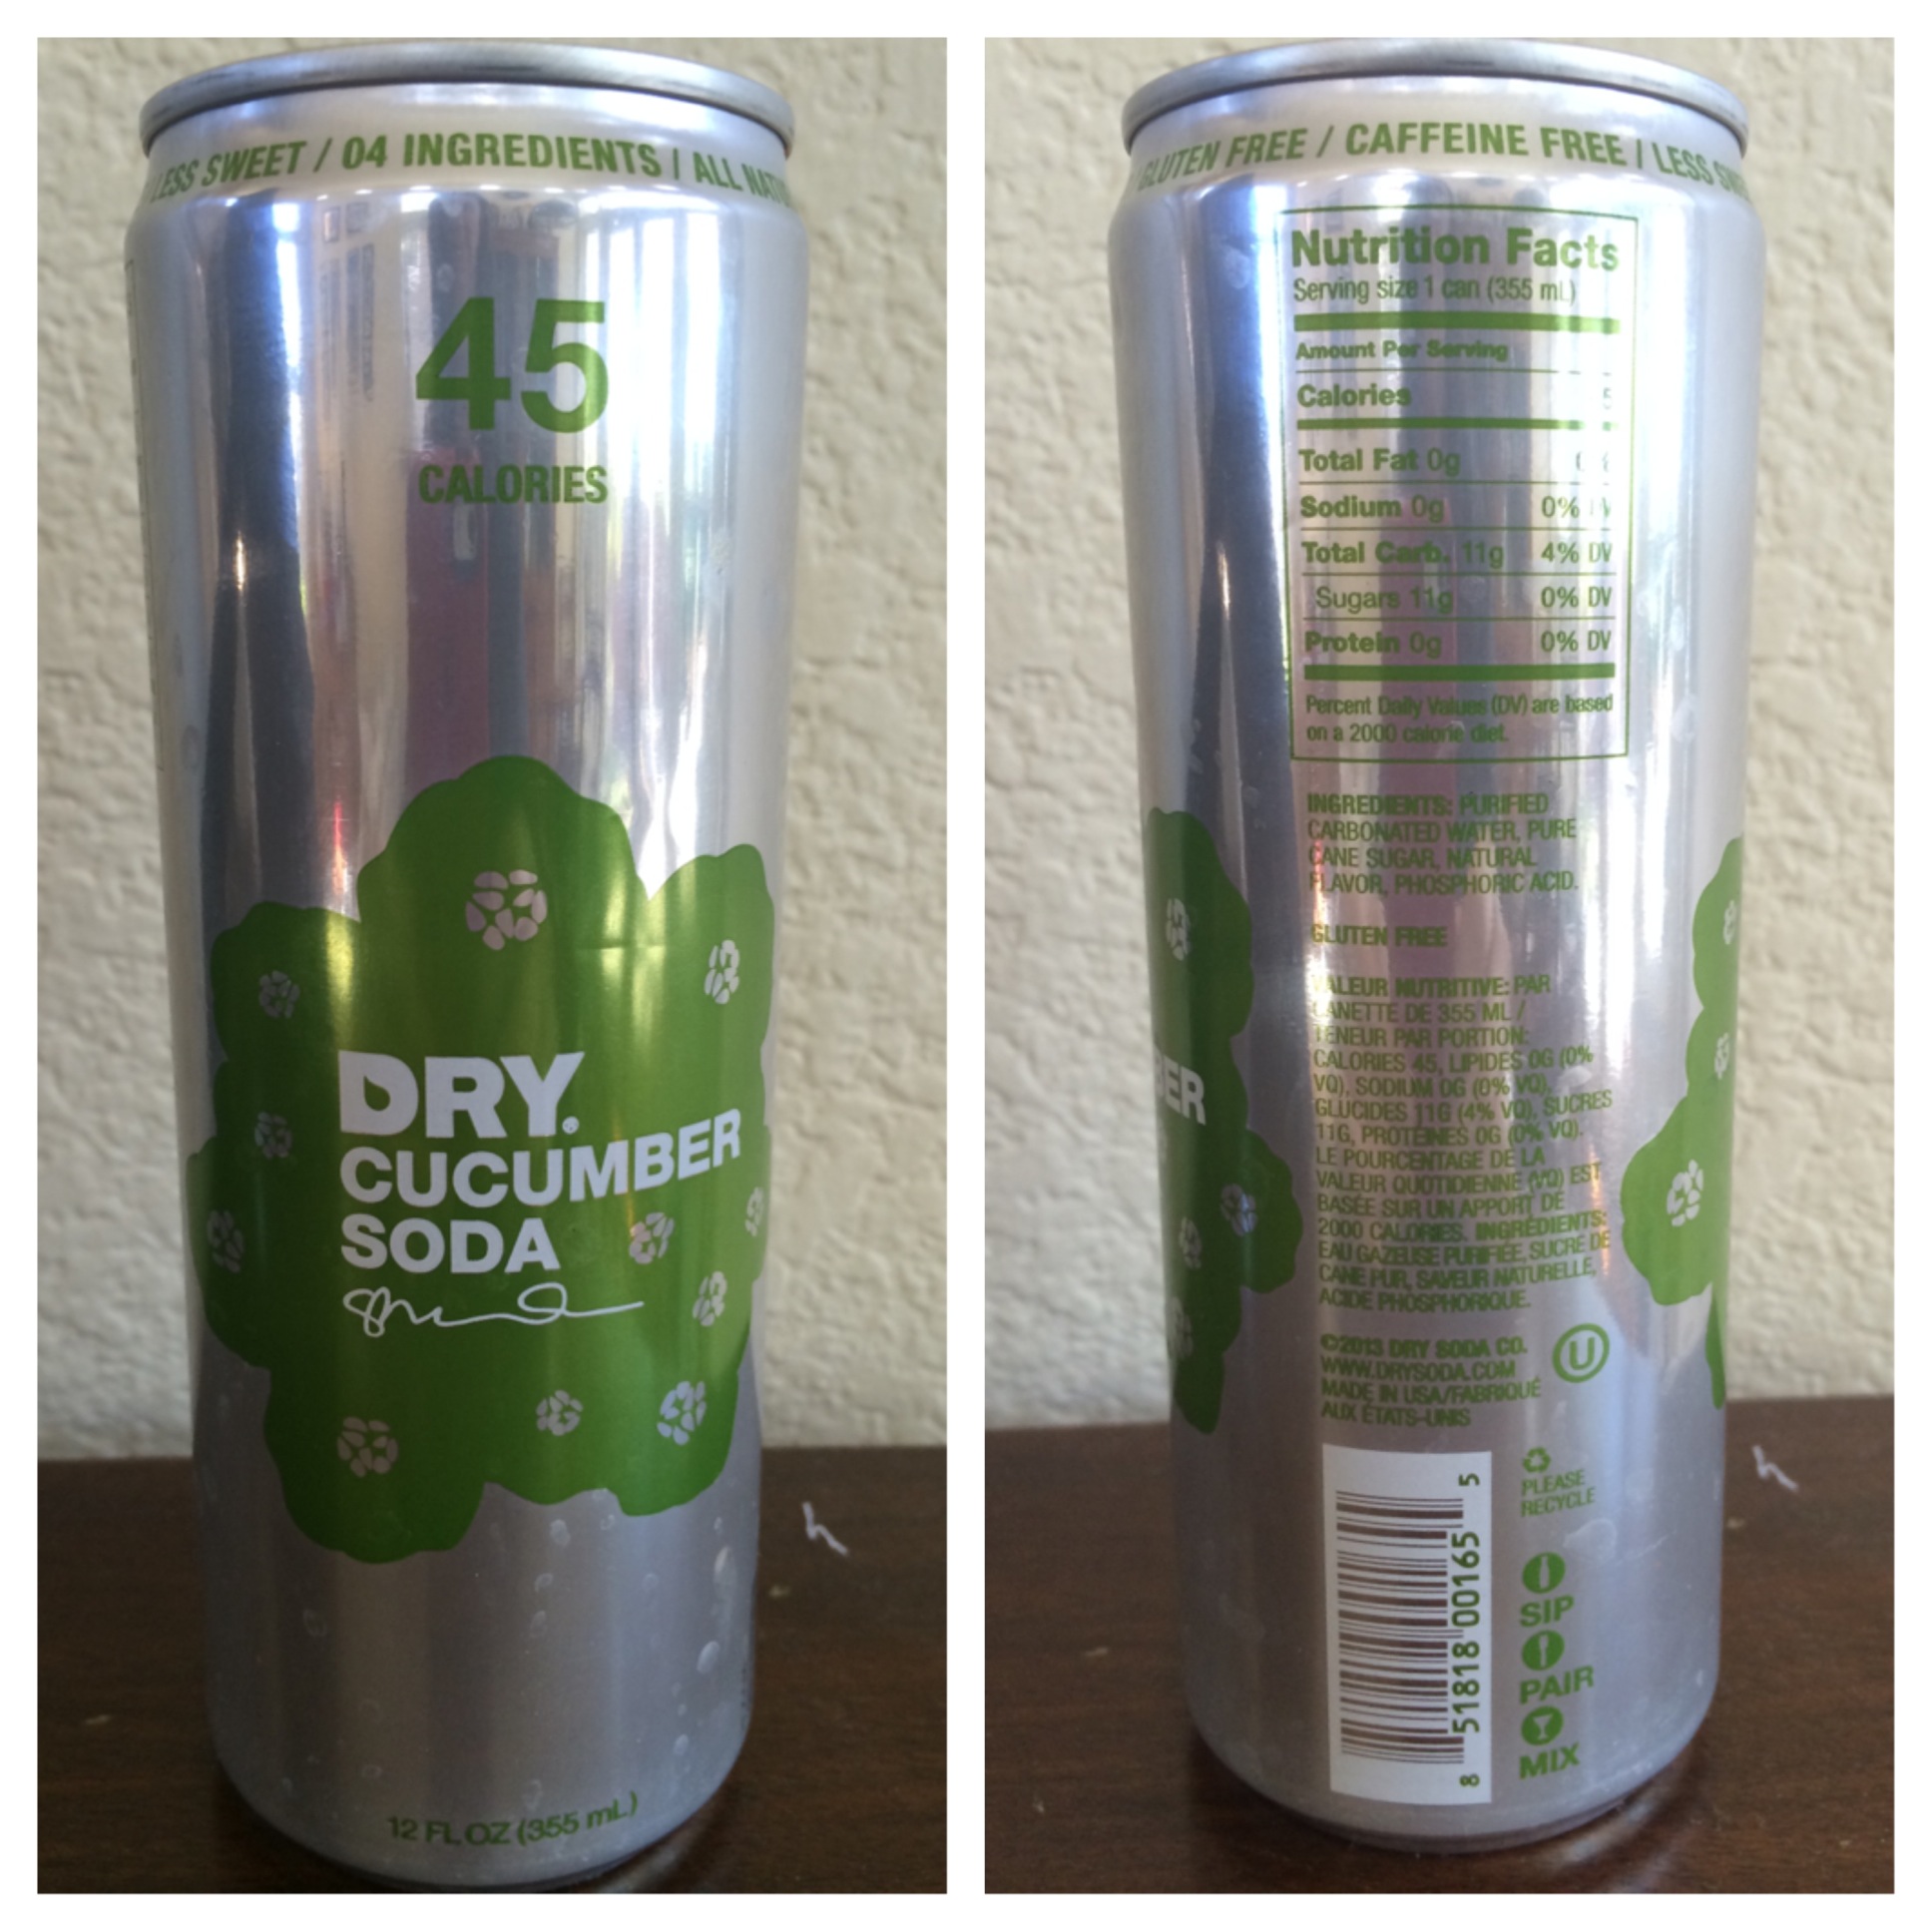 LESS SWEET / 04 INGREDIENTS / ALL
45
CALORIES
DRY.
CUCUMBER
SODA
12 FL OZ (355 mL)
GLUTEN FREE / CAFFEINE FREE / LESS
Nutrition Facts
Serving size 1 can (355 mL)
Amount Per Serving
Calories
Total Fat 0g
Sodium 0g 0%
Total Carb. 11g 4% DV
Sugars 11g 0% DV
Protein 0g 0% DV
Percent Daily Values (DV) are based
on a 2000 calorie diet.
INGREDIENTS: PURIFIED
CARBONATED WATER, PURE
CANE SUGAR, NATURAL
FLAVOR, PHOSPHORIC ACID.
GLUTEN FREE
VALEUR NUTRITIVE: PAR
CANETTE DE 355 ML /
TENEUR PAR PORTION:
CALORIES 45, LIPIDES 0G (0%
VQ), SODIUM 0G (0% VQ),
GLUCIDES 11G (4% VQ), SUCRES
11G, PROTEINES 0G (0% VQ).
LE POURCENTAGE DE LA
VALEUR QUOTIDIENNE (VQ) EST
BASÉE SUR UN APPORT DE
2000 CALORIES. INGRÉDIENTS:
EAU GAZEUSE PURIFIÉE, SUCRE DE
CANE PUR, SAVEUR NATURELLE,
ACIDE PHOSPHORIQUE.
©2013 DRY SODA CO.
WWW.DRYSODA.COM
MADE IN USA/FABRIQUÉ
AUX ÉTATS-UNIS
U
PLEASE
RECYCLE
SIP
PAIR
MIX
8 51818 00165 5
BER